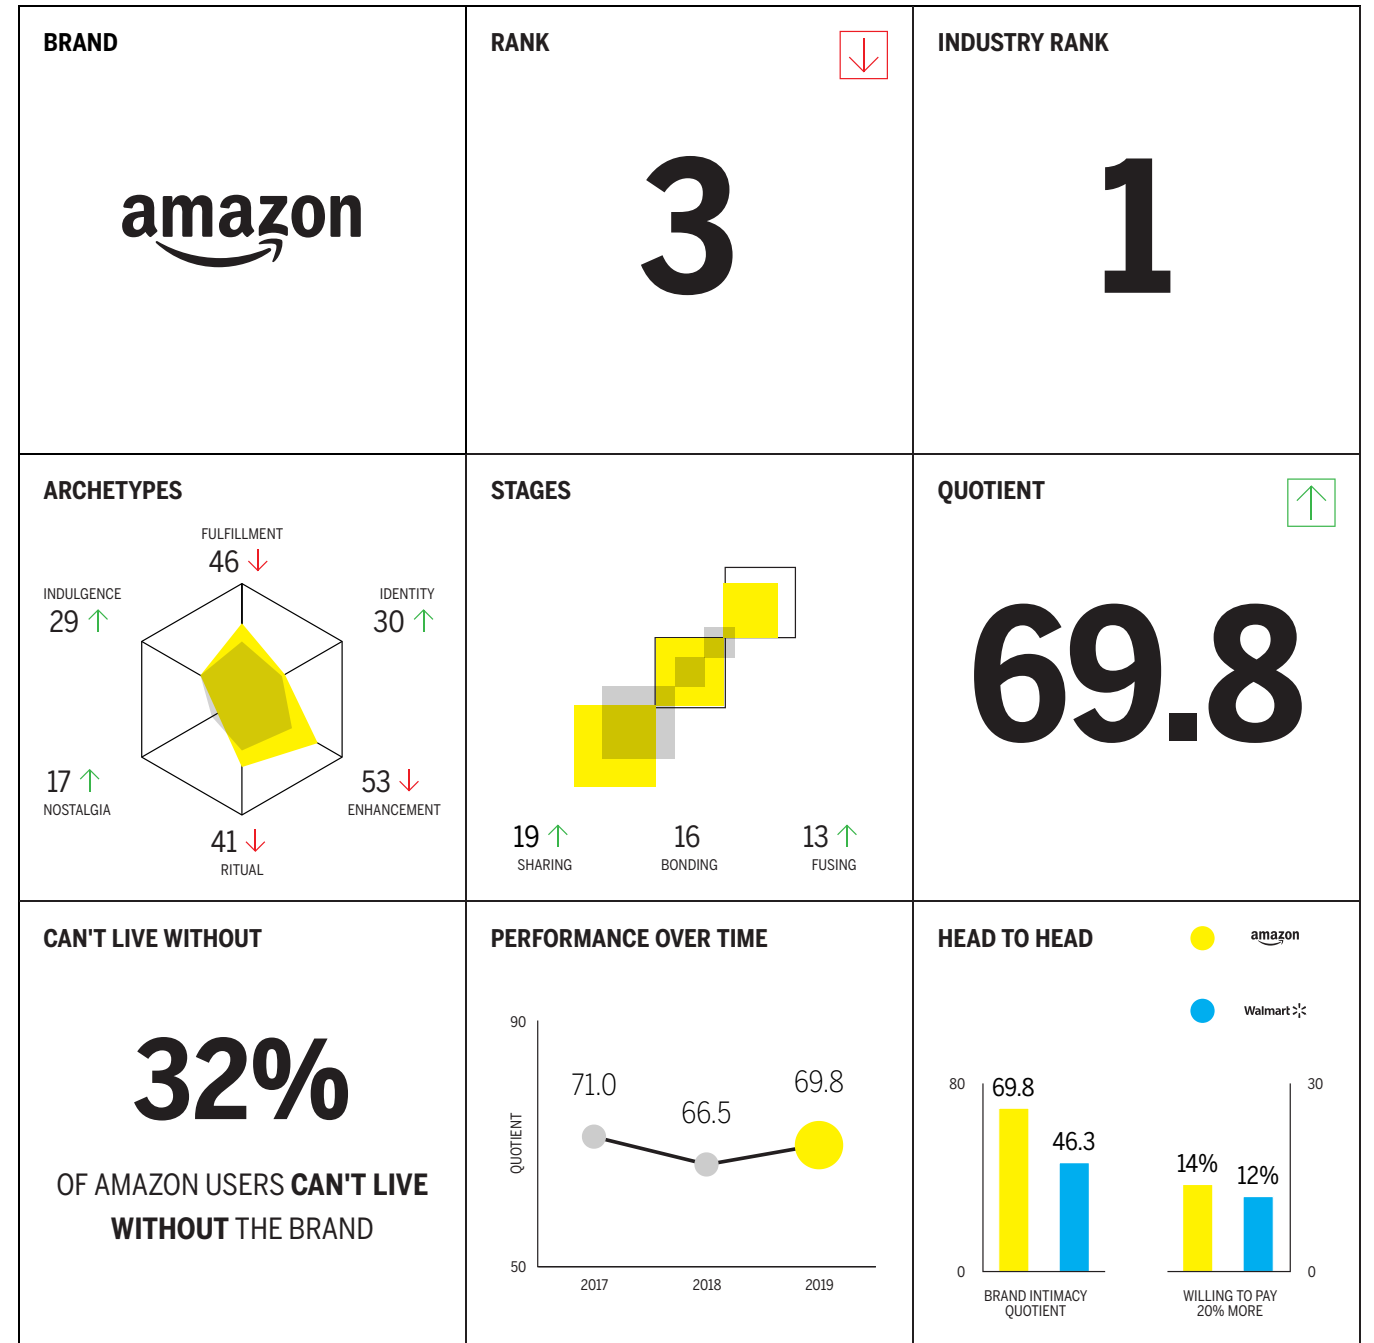 BRAND
amazon
RANK
3
INDUSTRY RANK
1
ARCHETYPES
FULFILLMENT
46
INDULGENCE
29
IDENTITY
30
17
NOSTALGIA
53
ENHANCEMENT
41
RITUAL
STAGES
19
SHARING
16
BONDING
13
FUSING
QUOTIENT
69.8
CAN'T LIVE WITHOUT
32%
OF AMAZON USERS CAN'T LIVE
WITHOUT THE BRAND
PERFORMANCE OVER TIME
90
QUOTIENT
50
71.0
66.5
69.8
2017
2018
2019
HEAD TO HEAD
amazon
Walmart
80
0
69.8
46.3
BRAND INTIMACY
QUOTIENT
14%
12%
30
0
WILLING TO PAY
20% MORE